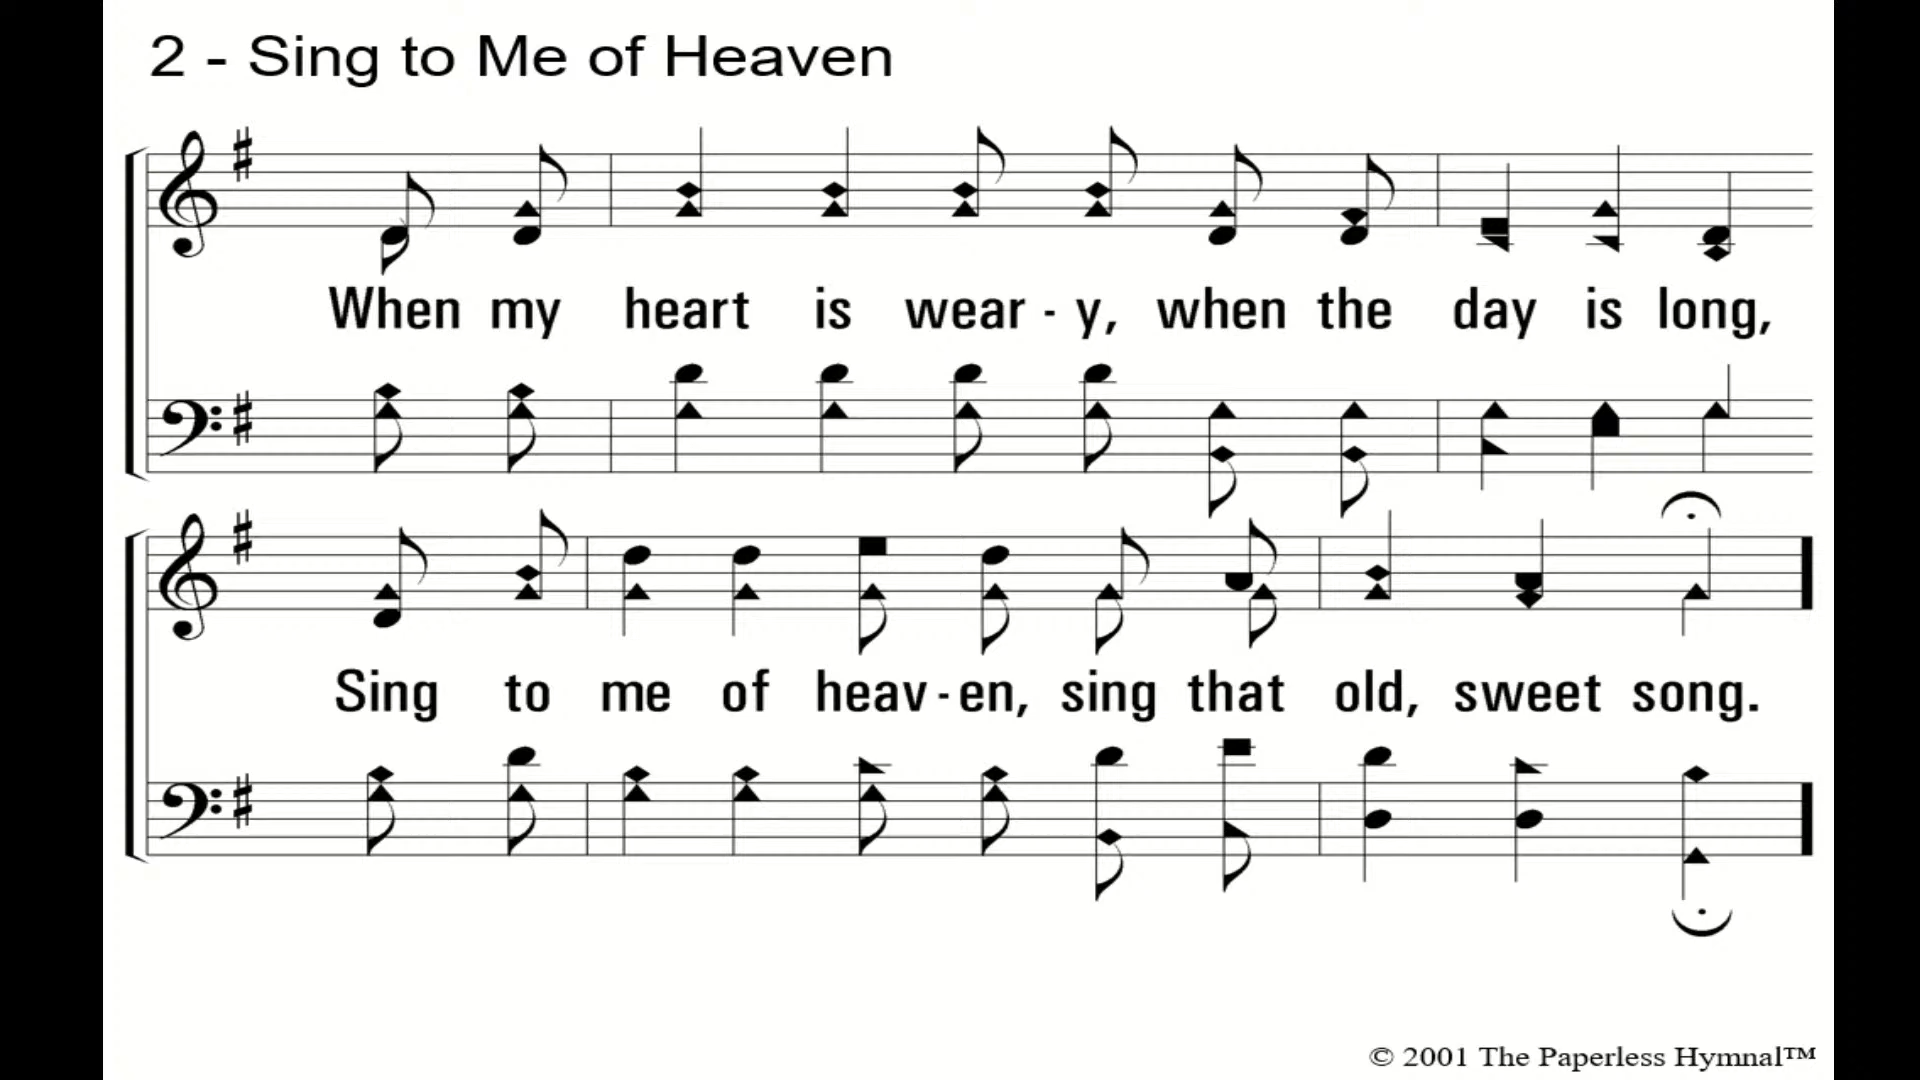 2 - Sing to Me of Heaven
When my heart is wear - y, when the day is long,
Sing to me of heav - en, sing that old, sweet song.
© 2001 The Paperless Hymnal™